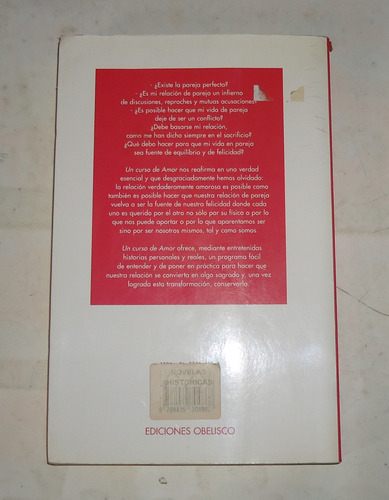 - ¿Existe la pareja perfecta?
- ¿Es mi relación de pareja un infierno
de discusiones, reproches y mutuas acusaciones?
- ¿Es posible hacer que mi vida de pareja
deje de ser un conflicto?
¿Debe basarse mi relación,
como me han dicho siempre en el sacrificio?
¿Qué debo hacer para que mi vida en pareja
sea fuente de equilibrio y de felicidad?
Un curso de Amor nos reafirma en una verdad
esencial y que desgraciadamente hemos olvidado:
la relación verdaderamente amorosa es posible como
también es posible hacer que nuestra relación de pareja
vuelva a ser la fuente de nuestra felicidad donde cada
uno es querido por el otro no sólo por su físico o por lo
que nos puede aportar o por lo que aparentamos ser
sino por ser nosotros mismos, tal y como somos.
Un curso de Amor ofrece, mediante entretenidas
historias personales y reales, un programa fácil
de entender y de poner en práctica para hacer que
nuestra relación se convierta en algo sagrado y, una vez
lograda esta transformación, conservarla.
NOVELAS
HISTORICAS
EDICIONES OBELISCO